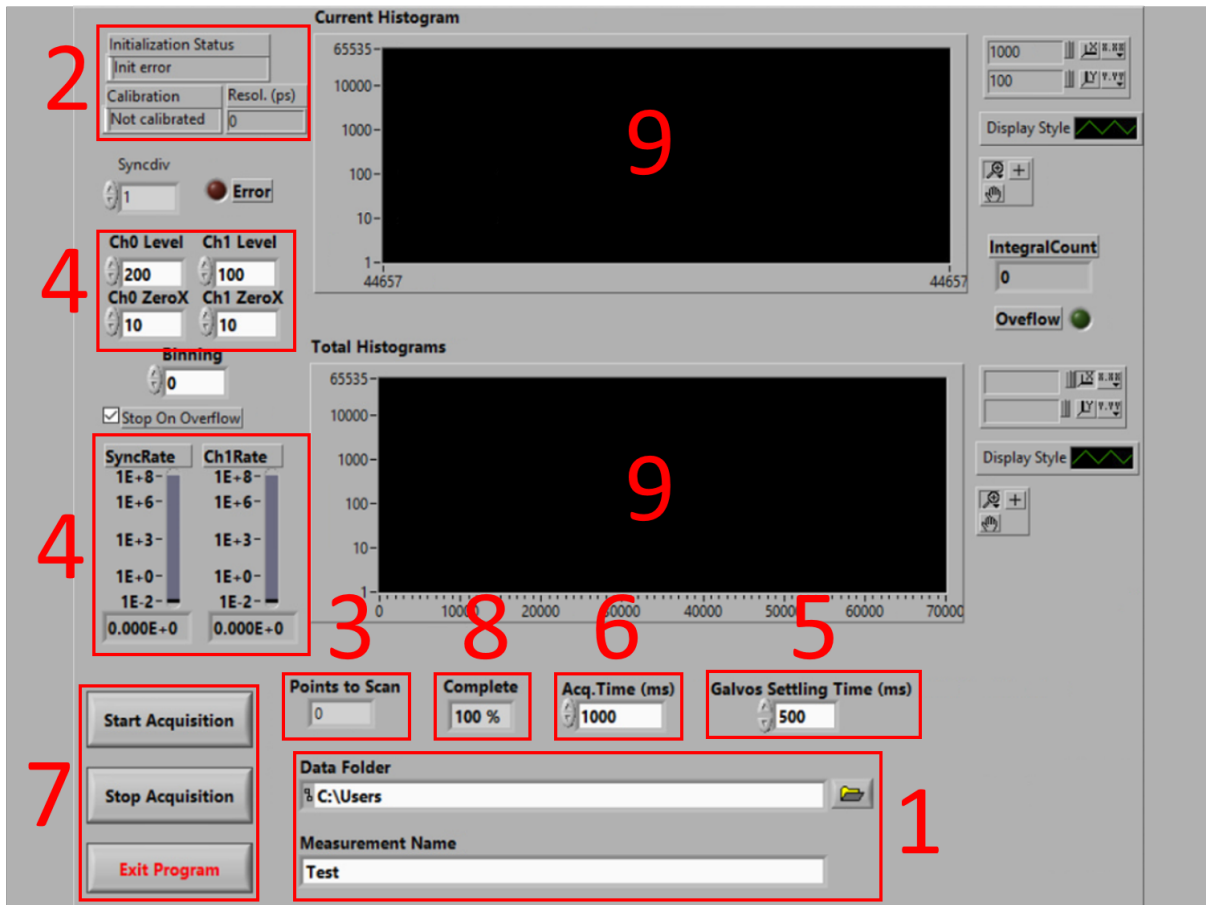 Current Histogram
2
Initialization Status
Init error
Calibration
Resol. (ps)
Not calibrated
0
65535
10000
1000
100
10
1
44657
44657
9
1000
X.XX
100
Y.YY
Display Style
Syncdiv
1
Error
4
Ch0 Level
Ch1 Level
200
100
Ch0 ZeroX
Ch1 ZeroX
10
10
IntegralCount
0
Oveflow
Binning
0
Stop On Overflow
Total Histograms
65535
10000
1000
100
10
1
0
10000
20000
30000
40000
50000
60000
70000
9
X.XX
Y.YY
Display Style
4
SyncRate
Ch1Rate
1E+8
1E+8
1E+6
1E+6
1E+3
1E+3
1E+0
1E+0
1E-2
1E-2
0.000E+0
0.000E+0
3
8
6
5
Points to Scan
0
Complete
100 %
Acq.Time (ms)
1000
Galvos Settling Time (ms)
500
7
Start Acquisition
Stop Acquisition
Exit Program
Data Folder
C:\Users
Measurement Name
Test
1